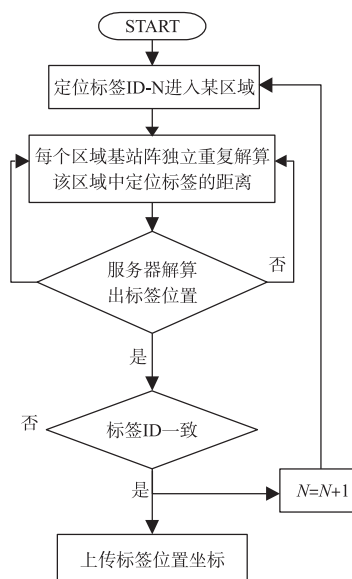 START
定位标签ID-N进入某区域
每个区域基站阵独立重复解算
该区域中定位标签的距离
服务器解算
出标签位置
否
是
否
标签ID一致
是
N=N+1
上传标签位置坐标